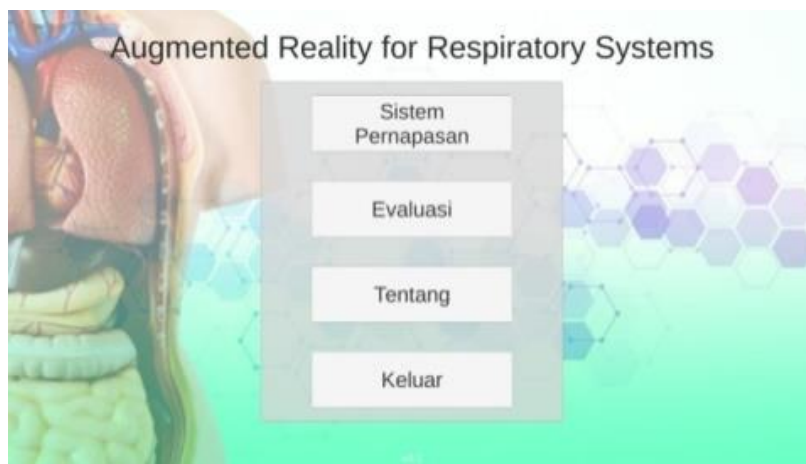 Augmented Reality for Respiratory Systems
Sistem
Pernapasan
Evaluasi
Tentang
Keluar